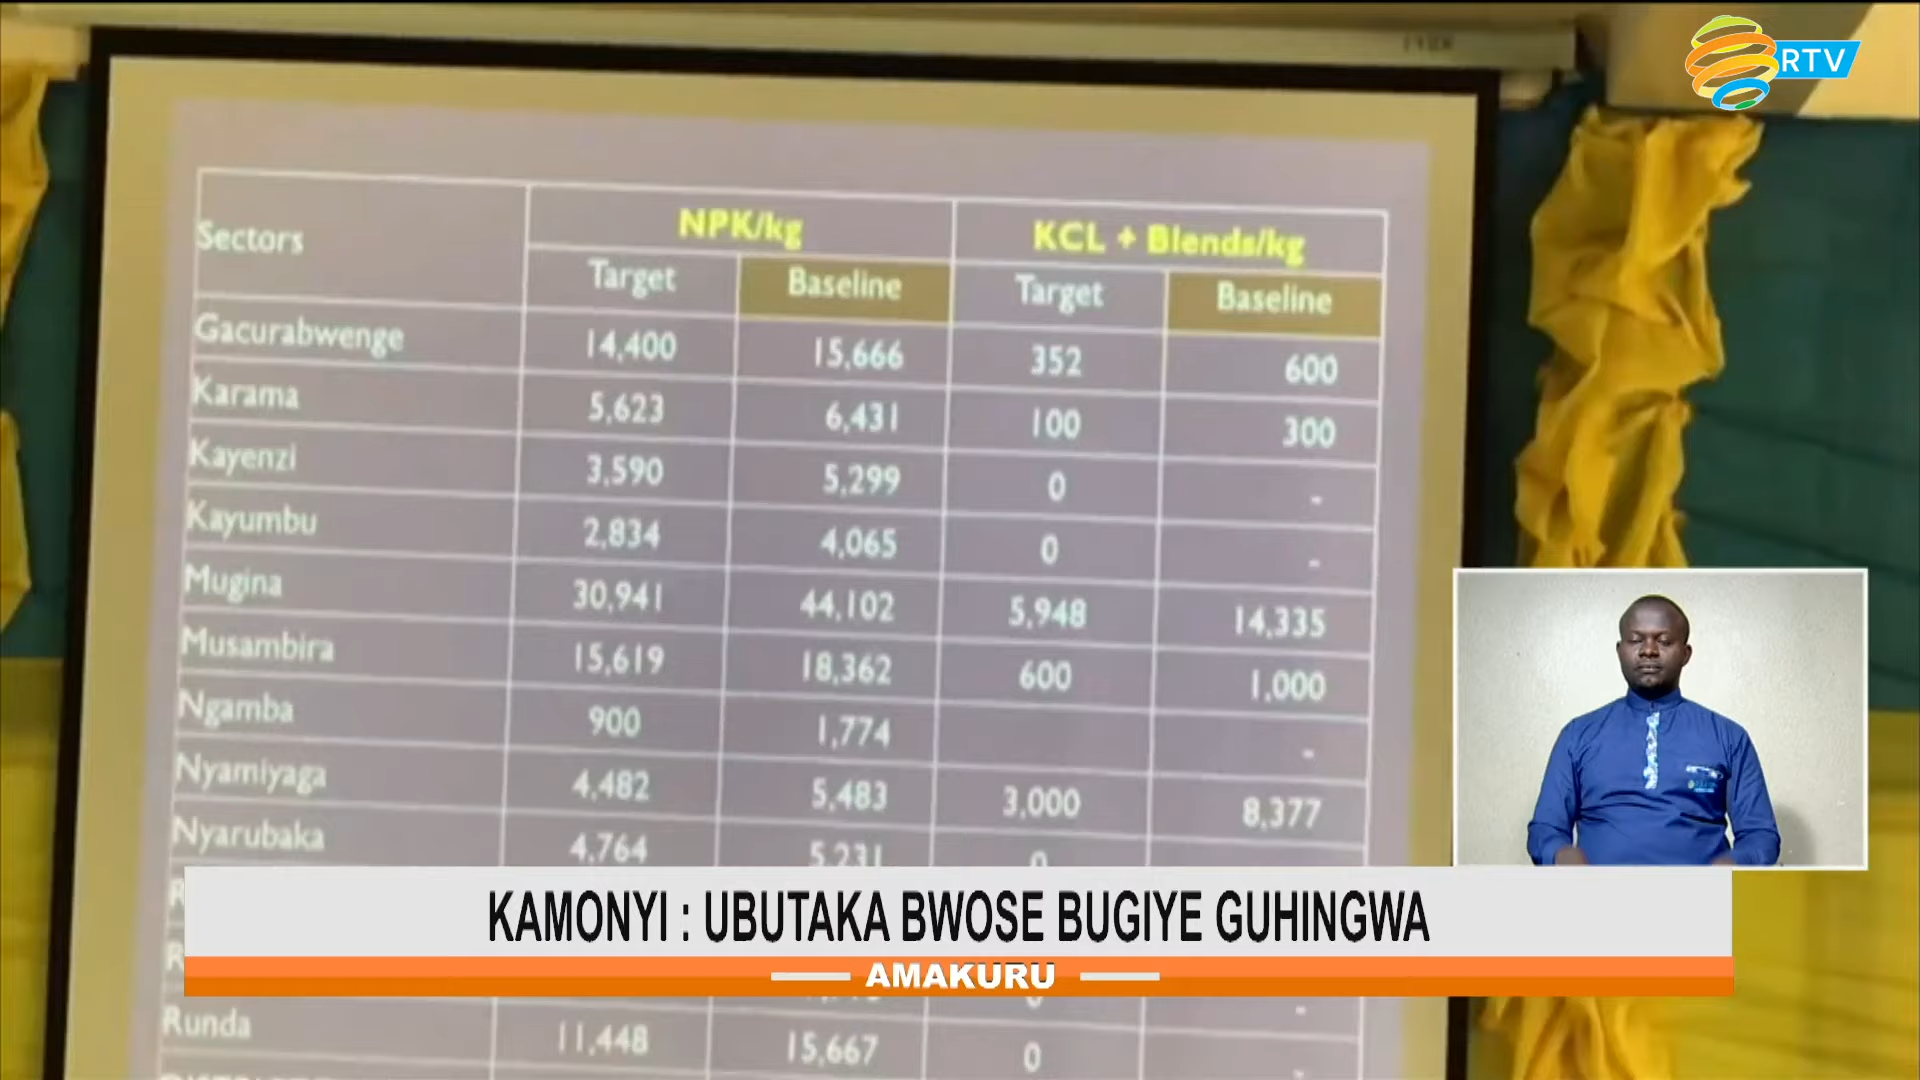 RTV
Sectors NPK/kg KCL + Blends/kg
Target Baseline Target Baseline
Gacurabwenge 14,400 15,666 352 600
Karama 5,623 6,431 100 300
Kayenzi 3,590 5,299 0 -
Kayumbu 2,834 4,065 0 -
Mugina 30,941 44,102 5,948 14,335
Musambira 15,619 18,362 600 1,000
Ngamba 900 1,774 -
Nyamiyaga 4,482 5,483 3,000 8,377
Nyarubaka 4,764 5,231 0
KAMONYI : UBUTAKA BWOSE BUGIYE GUHINGWA
AMAKURU
Runda 11,448 15,667 0 -